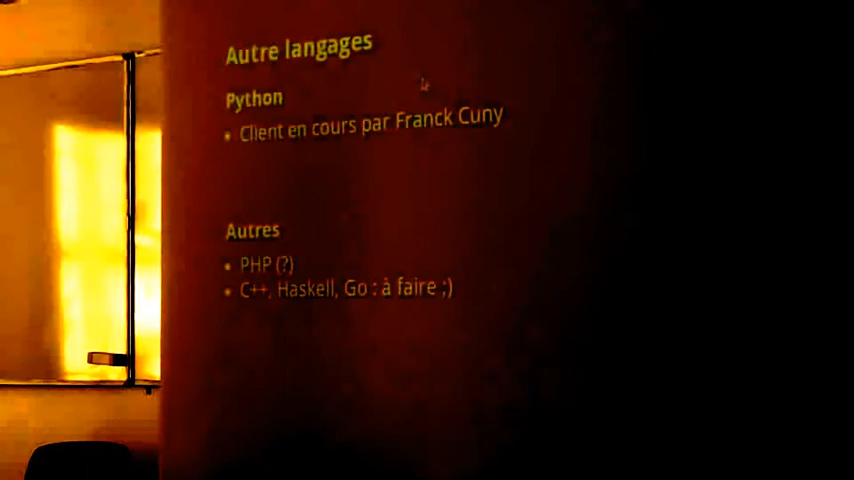 Autre langages
Python
• Client en cours par Franck Cuny
Autres
• PHP (?)
• C++, Haskell, Go : à faire ;)